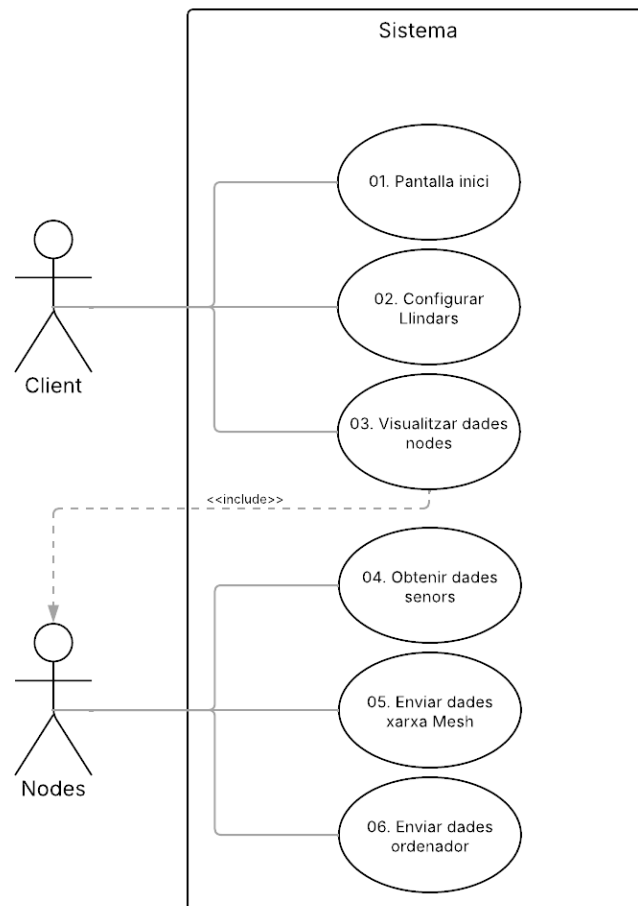 Sistema
01. Pantalla inici
02. Configurar
Llindars
Client
03. Visualitzar dades
nodes
<<include>>
04. Obtenir dades
senors
05. Enviar dades
xarxa Mesh
Nodes
06. Enviar dades
ordenador